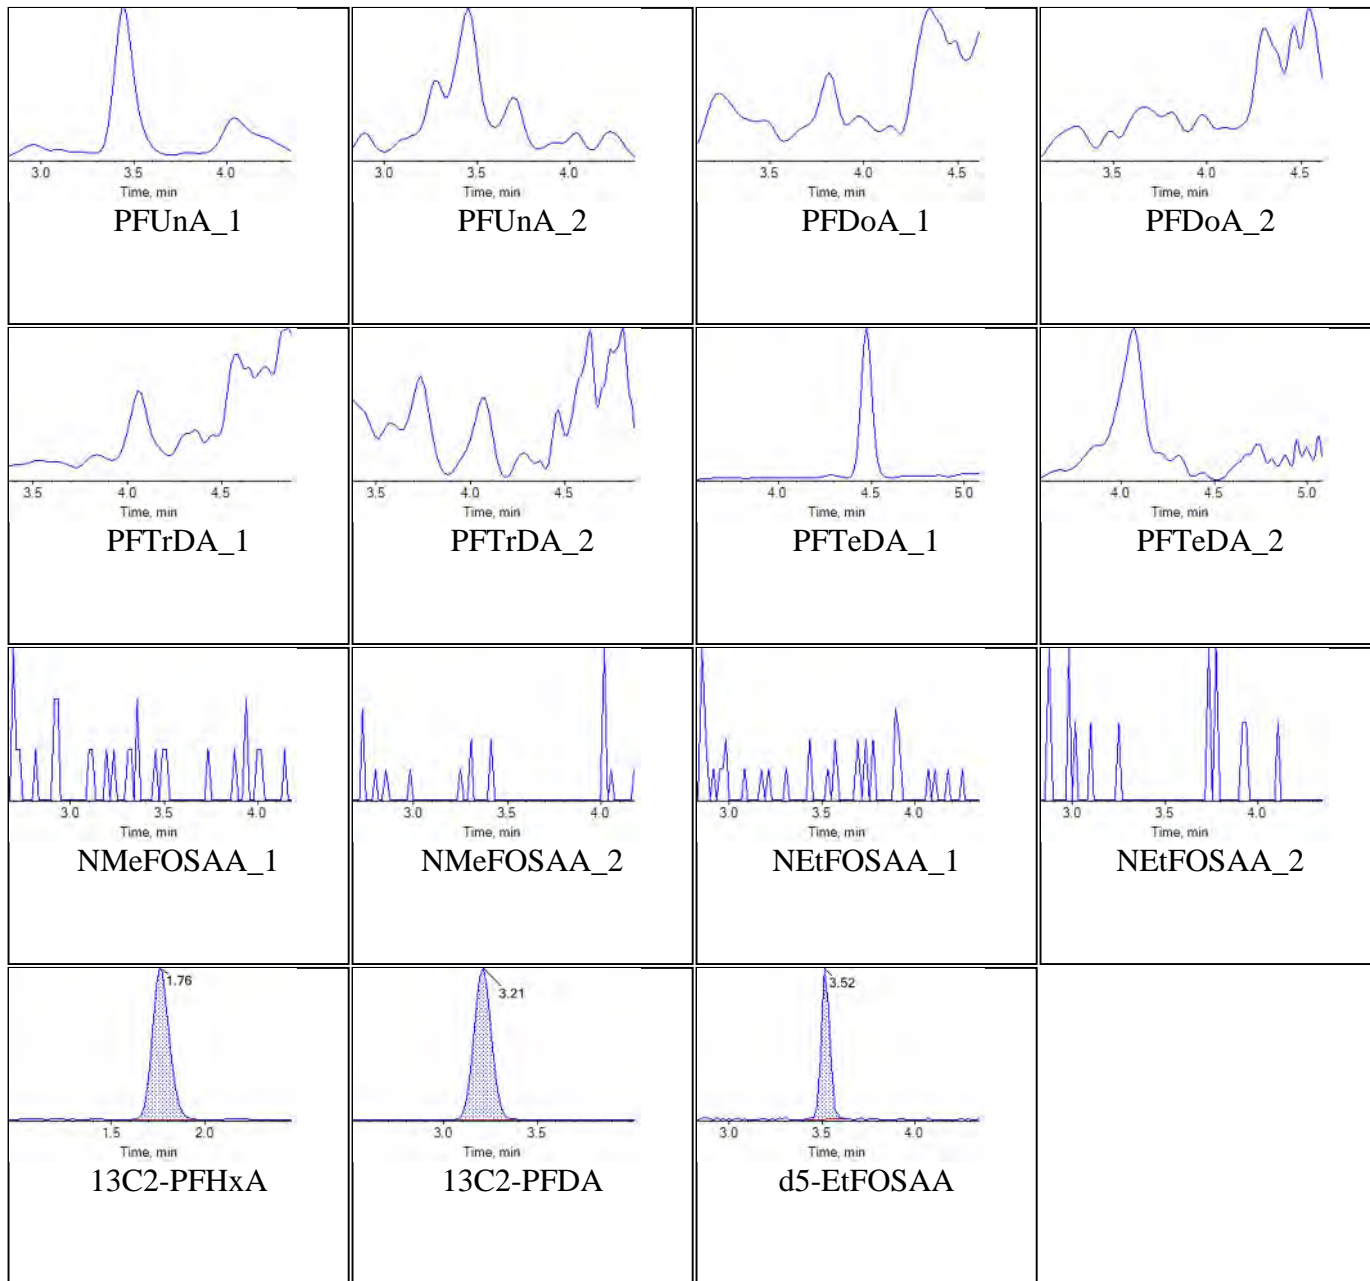 3.0 3.5 4.0
Time, min
PFUnA_1
3.0 3.5 4.0
Time, min
PFUnA_2
3.5 4.0 4.5
Time, min
PFDoA_1
3.5 4.0 4.5
Time, min
PFDoA_2
3.5 4.0 4.5
Time, min
PFTrDA_1
3.5 4.0 4.5
Time, min
PFTrDA_2
4.0 4.5 5.0
Time, min
PFTeDA_1
4.0 4.5 5.0
Time, min
PFTeDA_2
3.0 3.5 4.0
Time, min
NMeFOSAA_1
3.0 3.5 4.0
Time, min
NMeFOSAA_2
3.0 3.5 4.0
Time, min
NEtFOSAA_1
3.0 3.5 4.0
Time, min
NEtFOSAA_2
1.76
1.5 2.0
Time, min
13C2-PFHxA
3.21
3.0 3.5
Time, min
13C2-PFDA
3.52
3.0 3.5 4.0
Time, min
d5-EtFOSAA